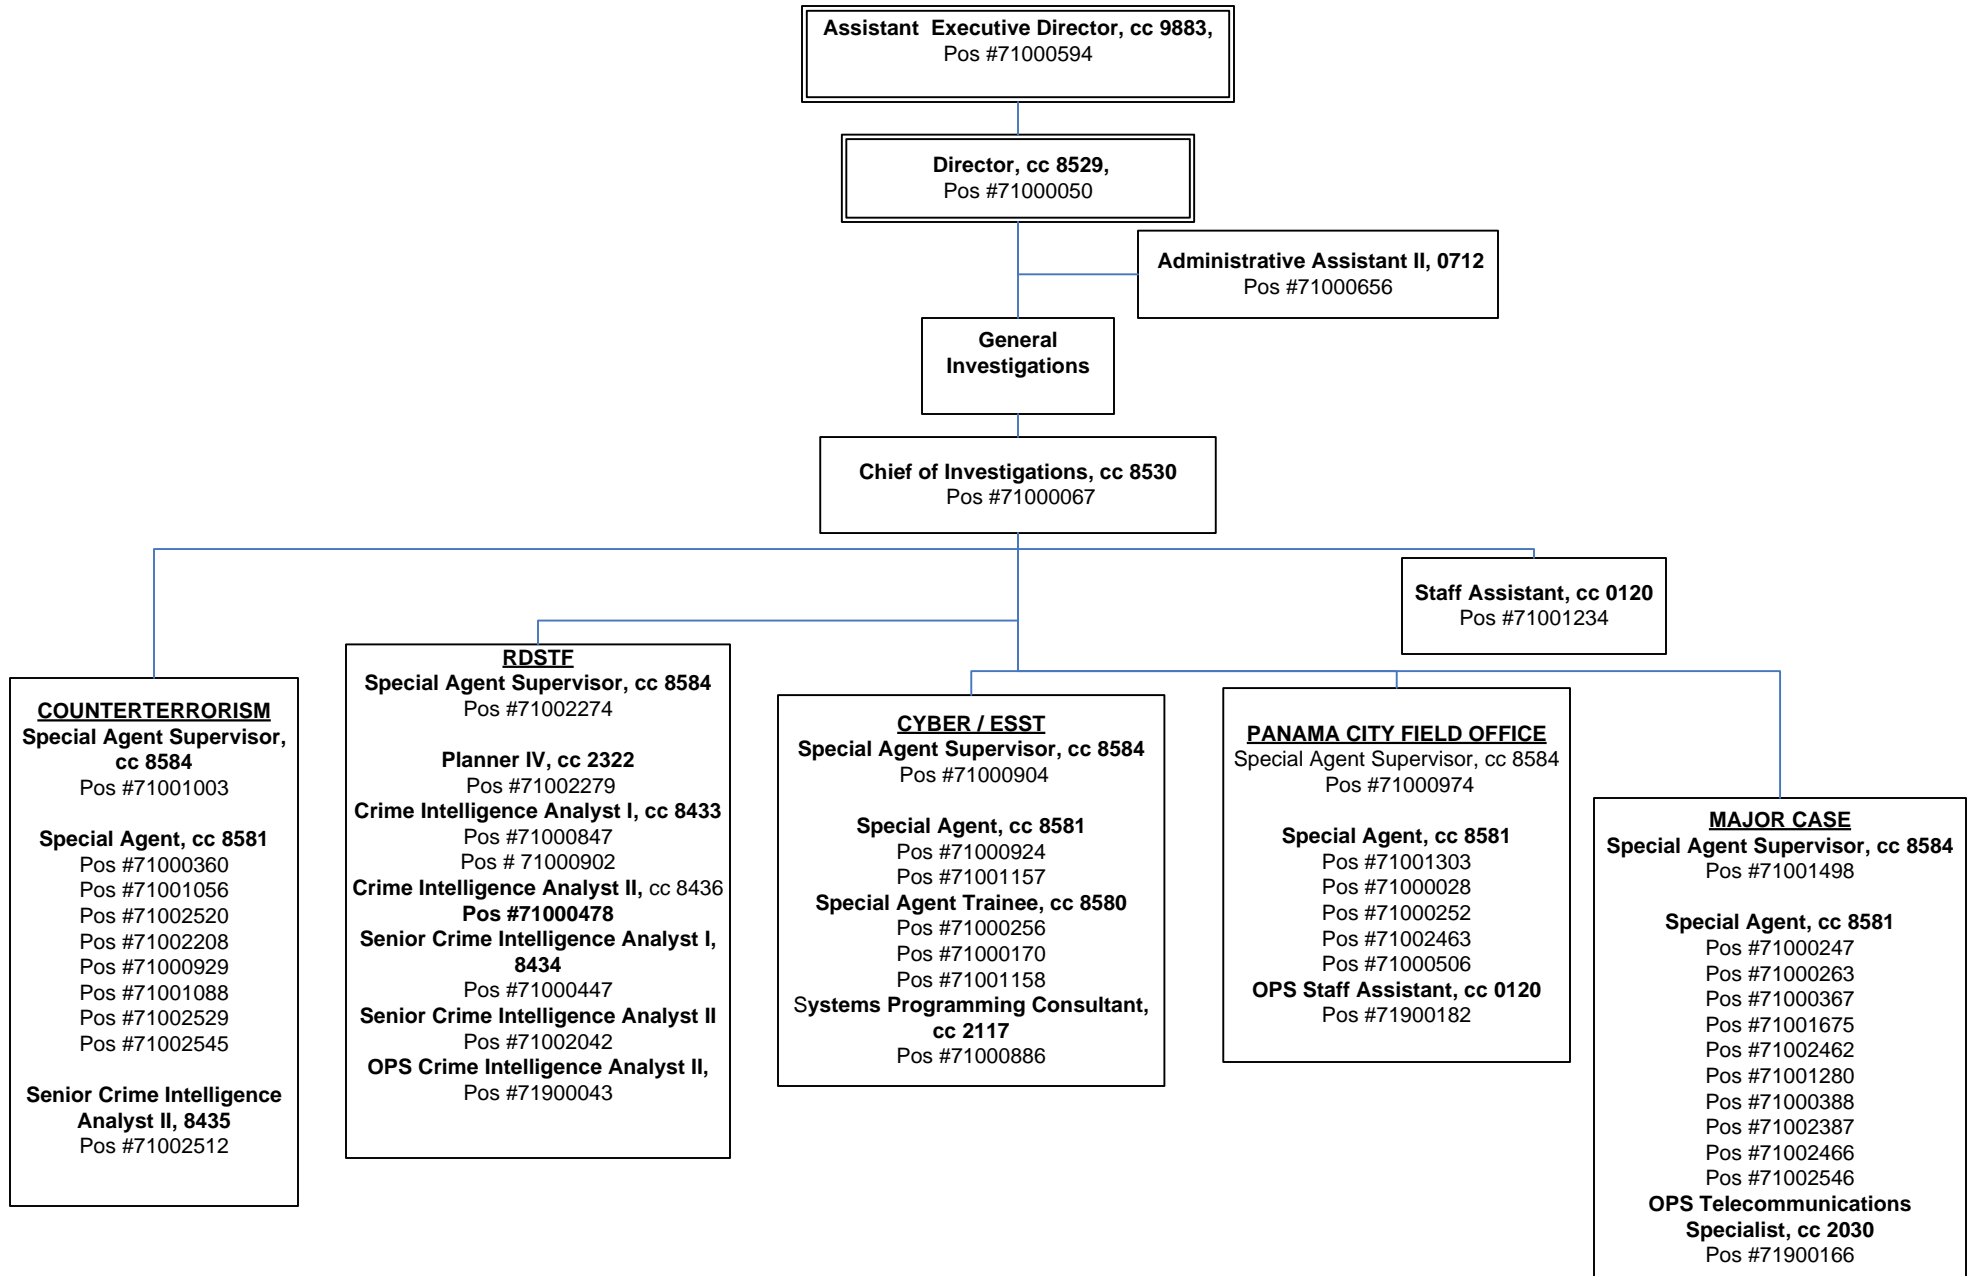 Assistant  Executive Director, cc 9883,
Pos #71000594
Director, cc 8529,
Pos #71000050
Administrative Assistant II, 0712
Pos #71000656
General
Investigations
Chief of Investigations, cc 8530
Pos #71000067
Staff Assistant, cc 0120
Pos #71001234
COUNTERTERRORISM
Special Agent Supervisor,
cc 8584
Pos #71001003
Special Agent, cc 8581
Pos #71000360
Pos #71001056
Pos #71002520
Pos #71002208
Pos #71000929
Pos #71001088
Pos #71002529
Pos #71002545
Senior Crime Intelligence
Analyst II, 8435
Pos #71002512
RDSTF
Special Agent Supervisor, cc 8584
Pos #71002274
Planner IV, cc 2322
Pos #71002279
Crime Intelligence Analyst I, cc 8433
Pos #71000847
Pos # 71000902
Crime Intelligence Analyst II, cc 8436
Pos #71000478
Senior Crime Intelligence Analyst I,
8434
Pos #71000447
Senior Crime Intelligence Analyst II
Pos #71002042
OPS Crime Intelligence Analyst II,
Pos #71900043
CYBER / ESST
Special Agent Supervisor, cc 8584
Pos #71000904
Special Agent, cc 8581
Pos #71000924
Pos #71001157
Special Agent Trainee, cc 8580
Pos #71000256
Pos #71000170
Pos #71001158
Systems Programming Consultant,
cc 2117
Pos #71000886
PANAMA CITY FIELD OFFICE
Special Agent Supervisor, cc 8584
Pos #71000974
Special Agent, cc 8581
Pos #71001303
Pos #71000028
Pos #71000252
Pos #71002463
Pos #71000506
OPS Staff Assistant, cc 0120
Pos #71900182
MAJOR CASE
Special Agent Supervisor, cc 8584
Pos #71001498
Special Agent, cc 8581
Pos #71000247
Pos #71000263
Pos #71000367
Pos #71001675
Pos #71002462
Pos #71001280
Pos #71000388
Pos #71002387
Pos #71002466
Pos #71002546
OPS Telecommunications
Specialist, cc 2030
Pos #71900166